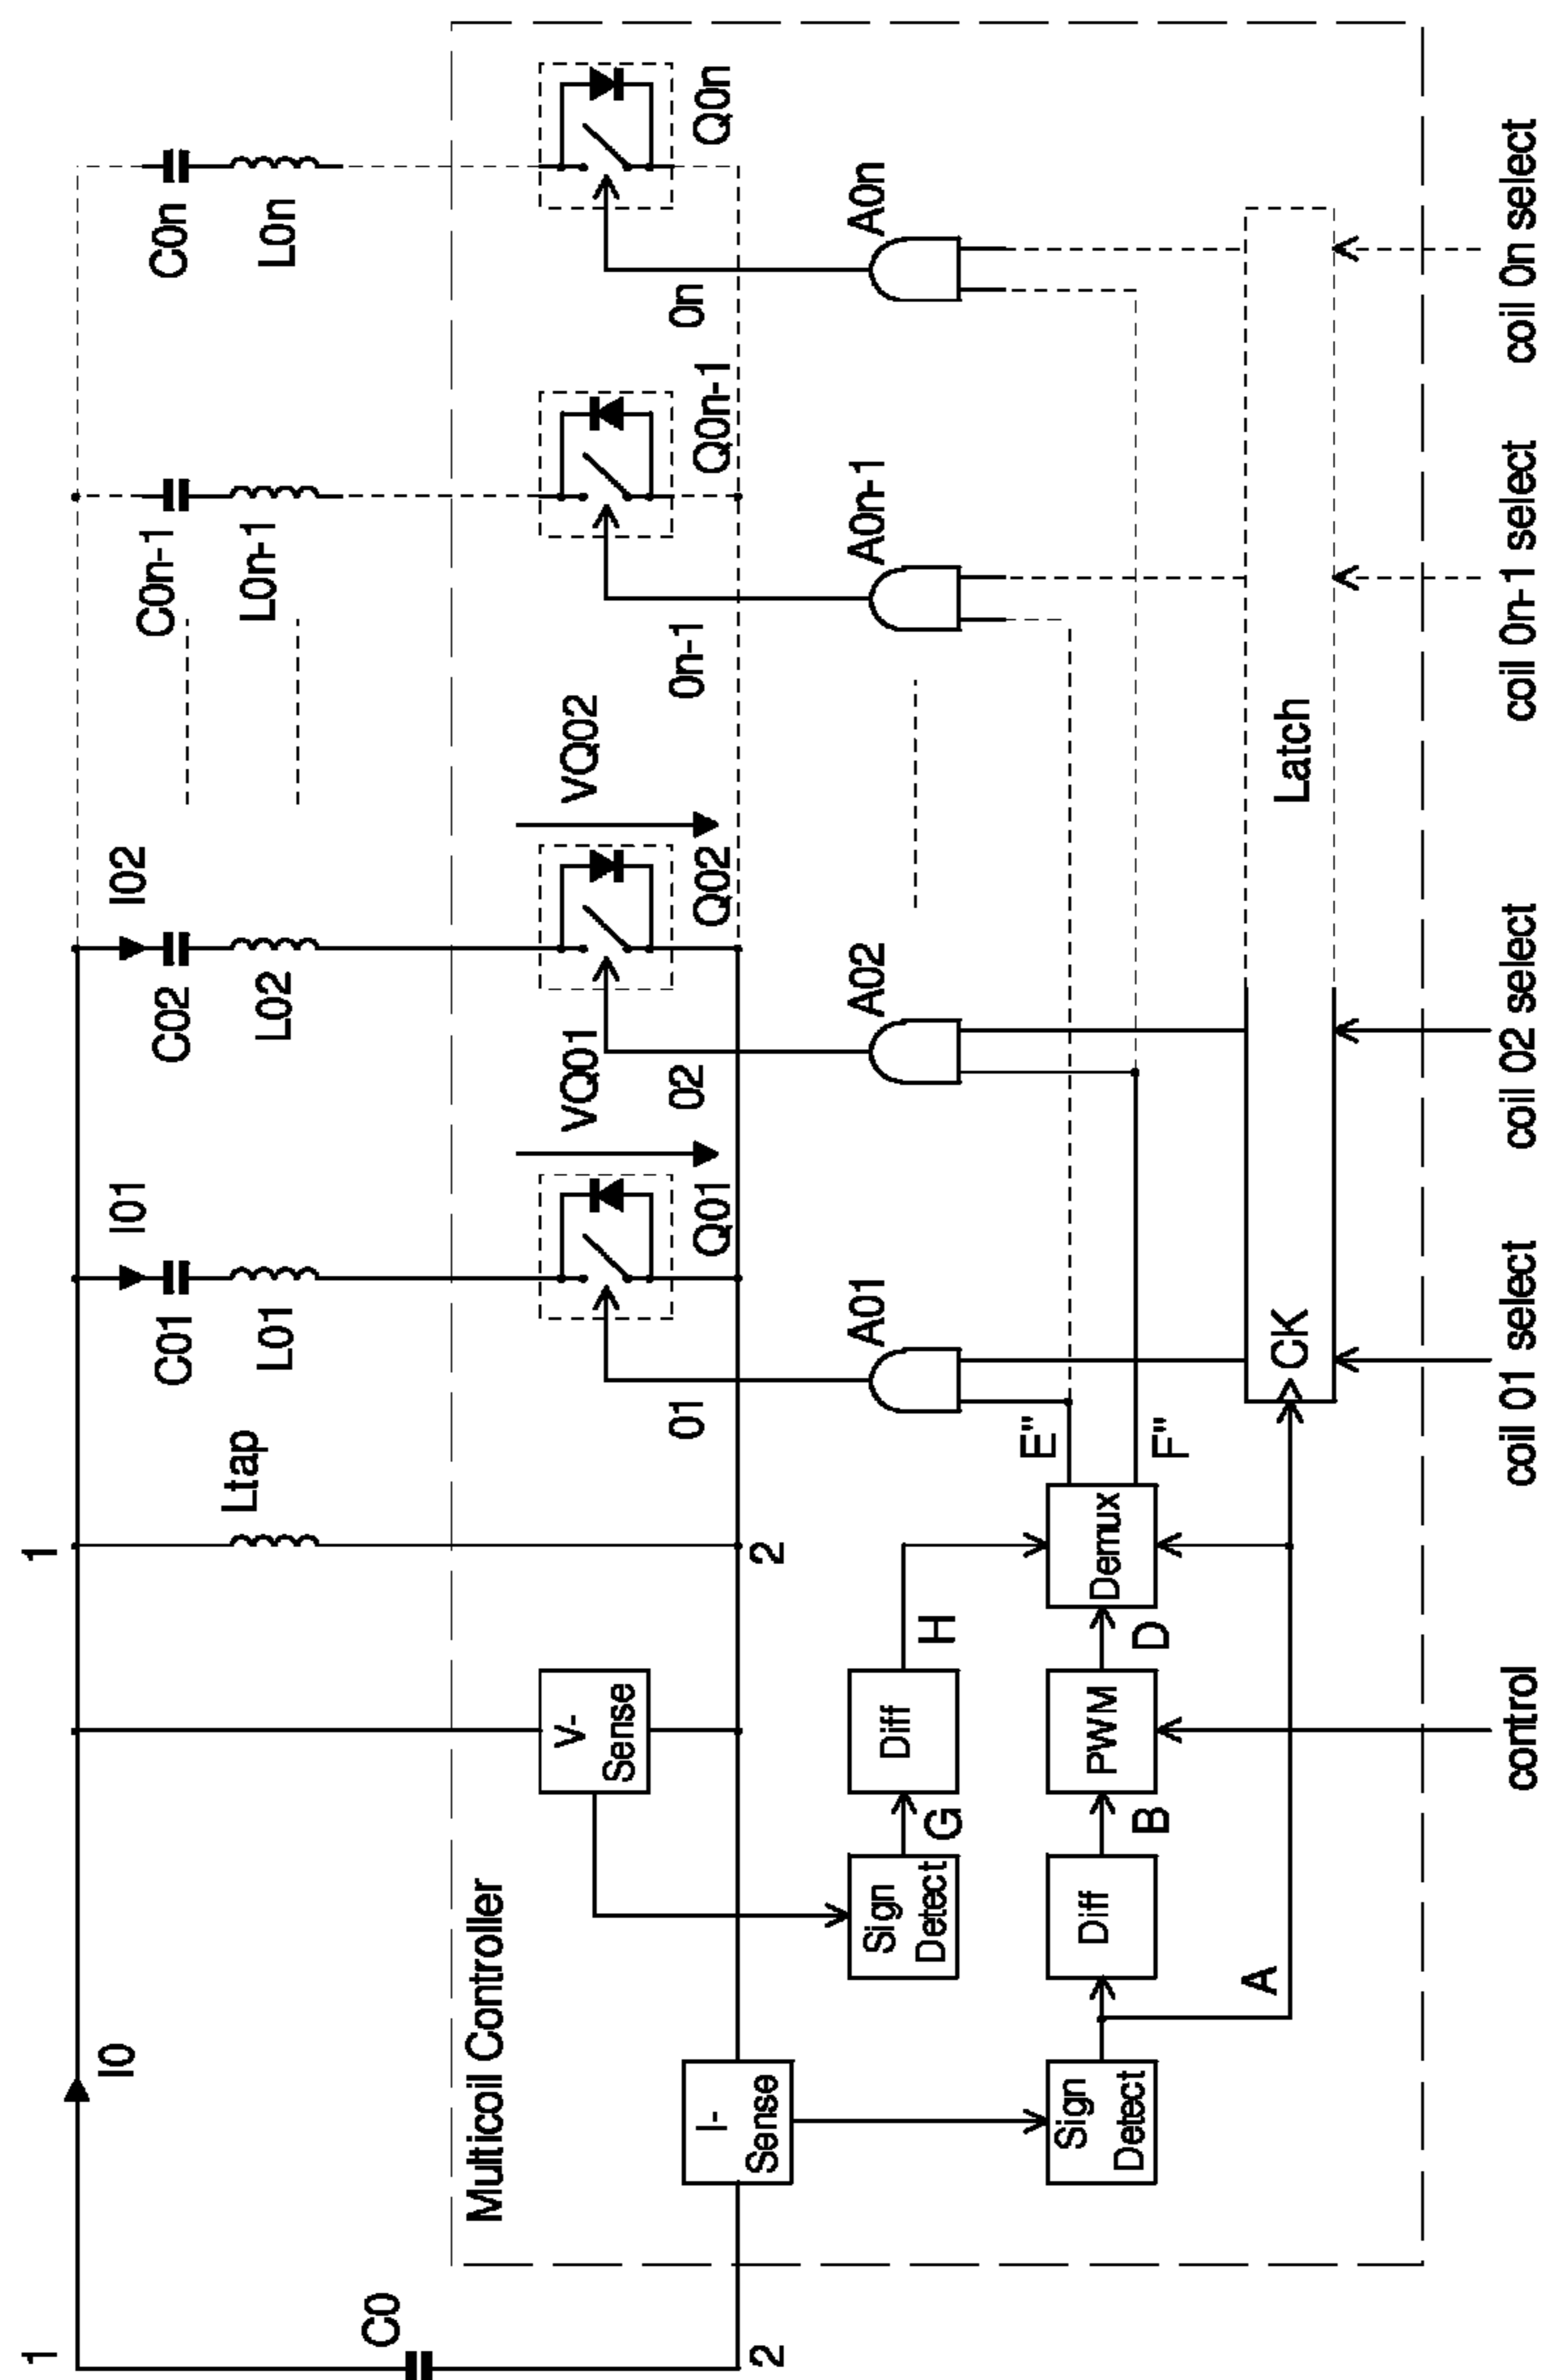 1
1
I0
Ltap
I01
I02
C01
C02
C0n-1
C0n
L01
L02
L0n-1
L0n
C0
Multicoil Controller
V-
Sense
VQ01
VQ02
Q01
Q02
Q0n-1
Q0n
01
02
0n-1
0n
I-
Sense
2
2
Sign
Detect
G
Diff
H
A01
A02
A0n-1
A0n
Sign
Detect
Diff
B
PWM
D
Demux
E"
F"
A
CK
Latch
control
coil 01 select
coil 02 select
coil 0n-1 select
coil 0n select